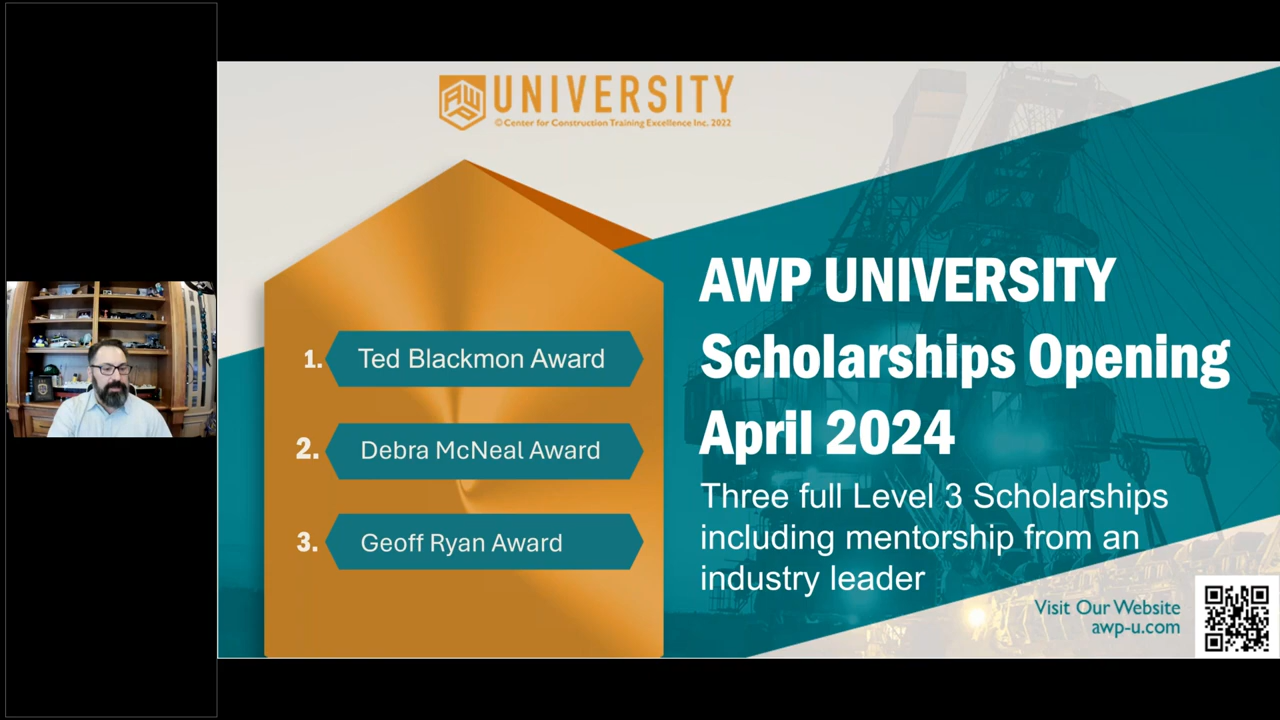 AWP
UNIVERSITY
© Center for Construction Training Excellence Inc. 2022
1. Ted Blackmon Award
2. Debra McNeal Award
3. Geoff Ryan Award
AWP UNIVERSITY
Scholarships Opening
April 2024
Three full Level 3 Scholarships
including mentorship from an
industry leader
Visit Our Website
awp-u.com